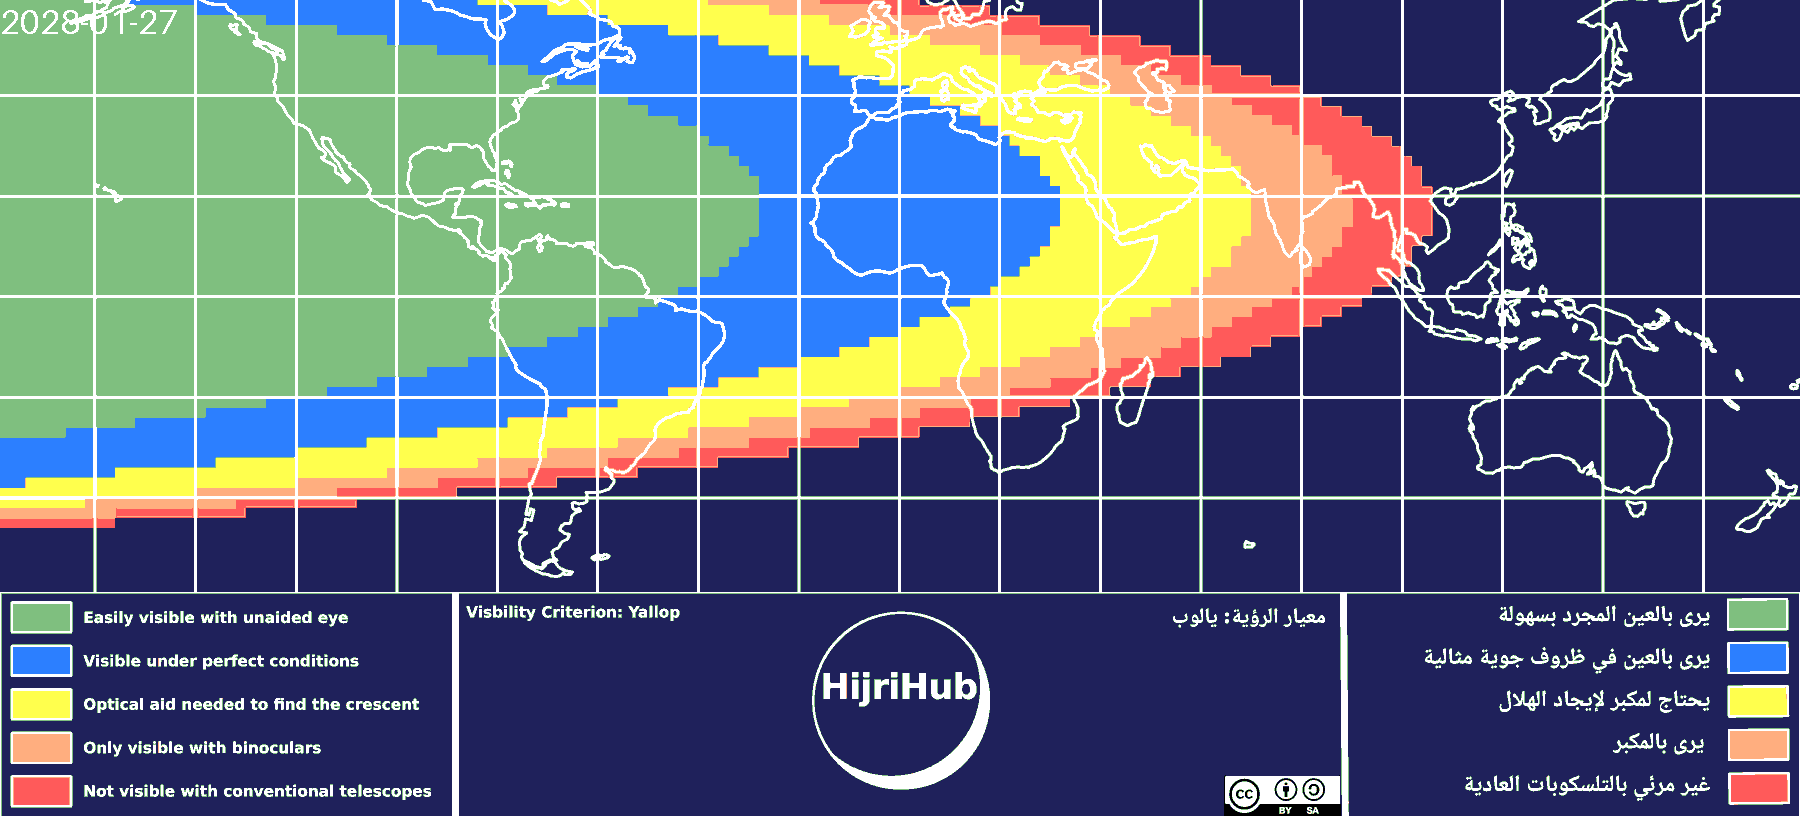 2028-01-27
Easily visible with unaided eye
Visible under perfect conditions
Optical aid needed to find the crescent
Only visible with binoculars
Not visible with conventional telescopes
Visbility Criterion: Yallop
معيار الرؤية: يالوب
HijriHub
cc
BY SA
يرى بالعين المجرد بسهولة
يرى بالعين في ظروف جوية مثالية
يحتاج لمكبر لإيجاد الهلال
يرى بالمكبر
غير مرئي بالتلسكوبات العادية